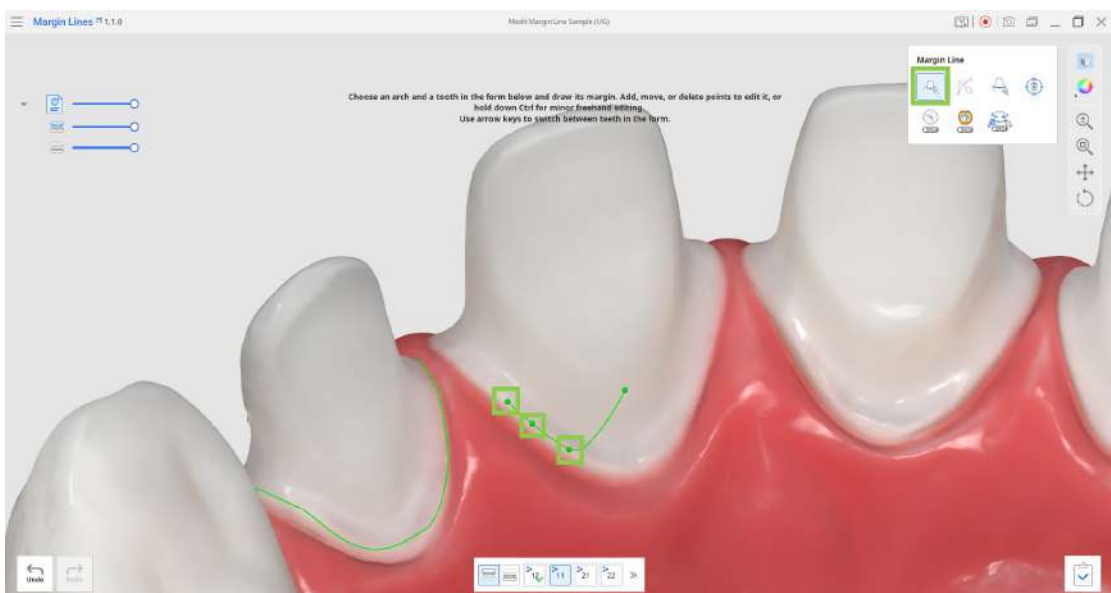 Margin Lines 1.1.0
Medit Margin Line Sample (UG)
Margin Line
Choose an arch and a tooth in the form below and draw its margin. Add, move, or delete points to edit it, or
hold down Ctrl for minor freehand editing.
Use arrow keys to switch between teeth in the form.
Undo
Redo
12
11
21
22